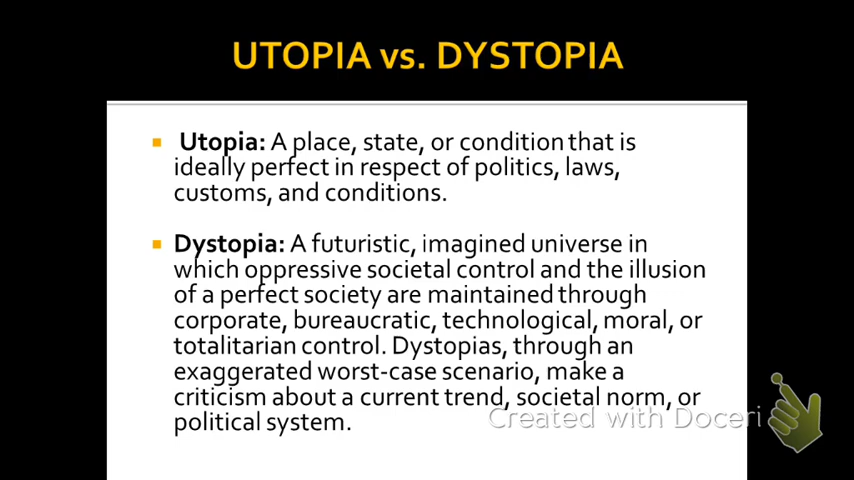 UTOPIA vs. DYSTOPIA
Utopia: A place, state, or condition that is
ideally perfect in respect of politics, laws,
customs, and conditions.
Dystopia: A futuristic, imagined universe in
which oppressive societal control and the illusion
of a perfect society are maintained through
corporate, bureaucratic, technological, moral, or
totalitarian control. Dystopias, through an
exaggerated worst-case scenario, make a
criticism about a current trend, societal norm, or
political system.
Created with Doceri